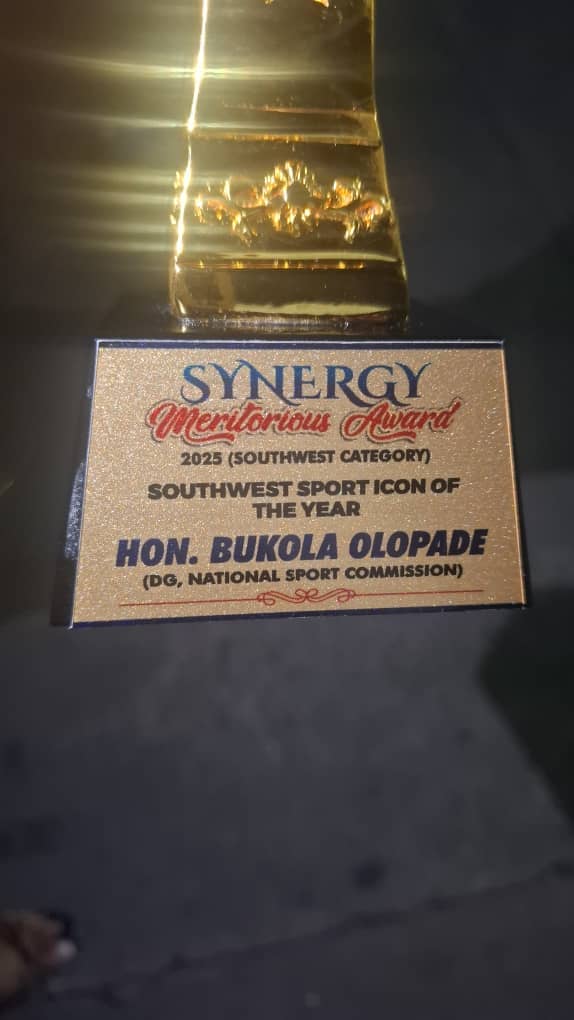 SYNERGY
Meritorious Award
2025 (SOUTHWEST CATEGORY)
SOUTHWEST SPORT ICON OF
THE YEAR
HON. BUKOLA OLOPADE
(DG, NATIONAL SPORT COMMISSION)